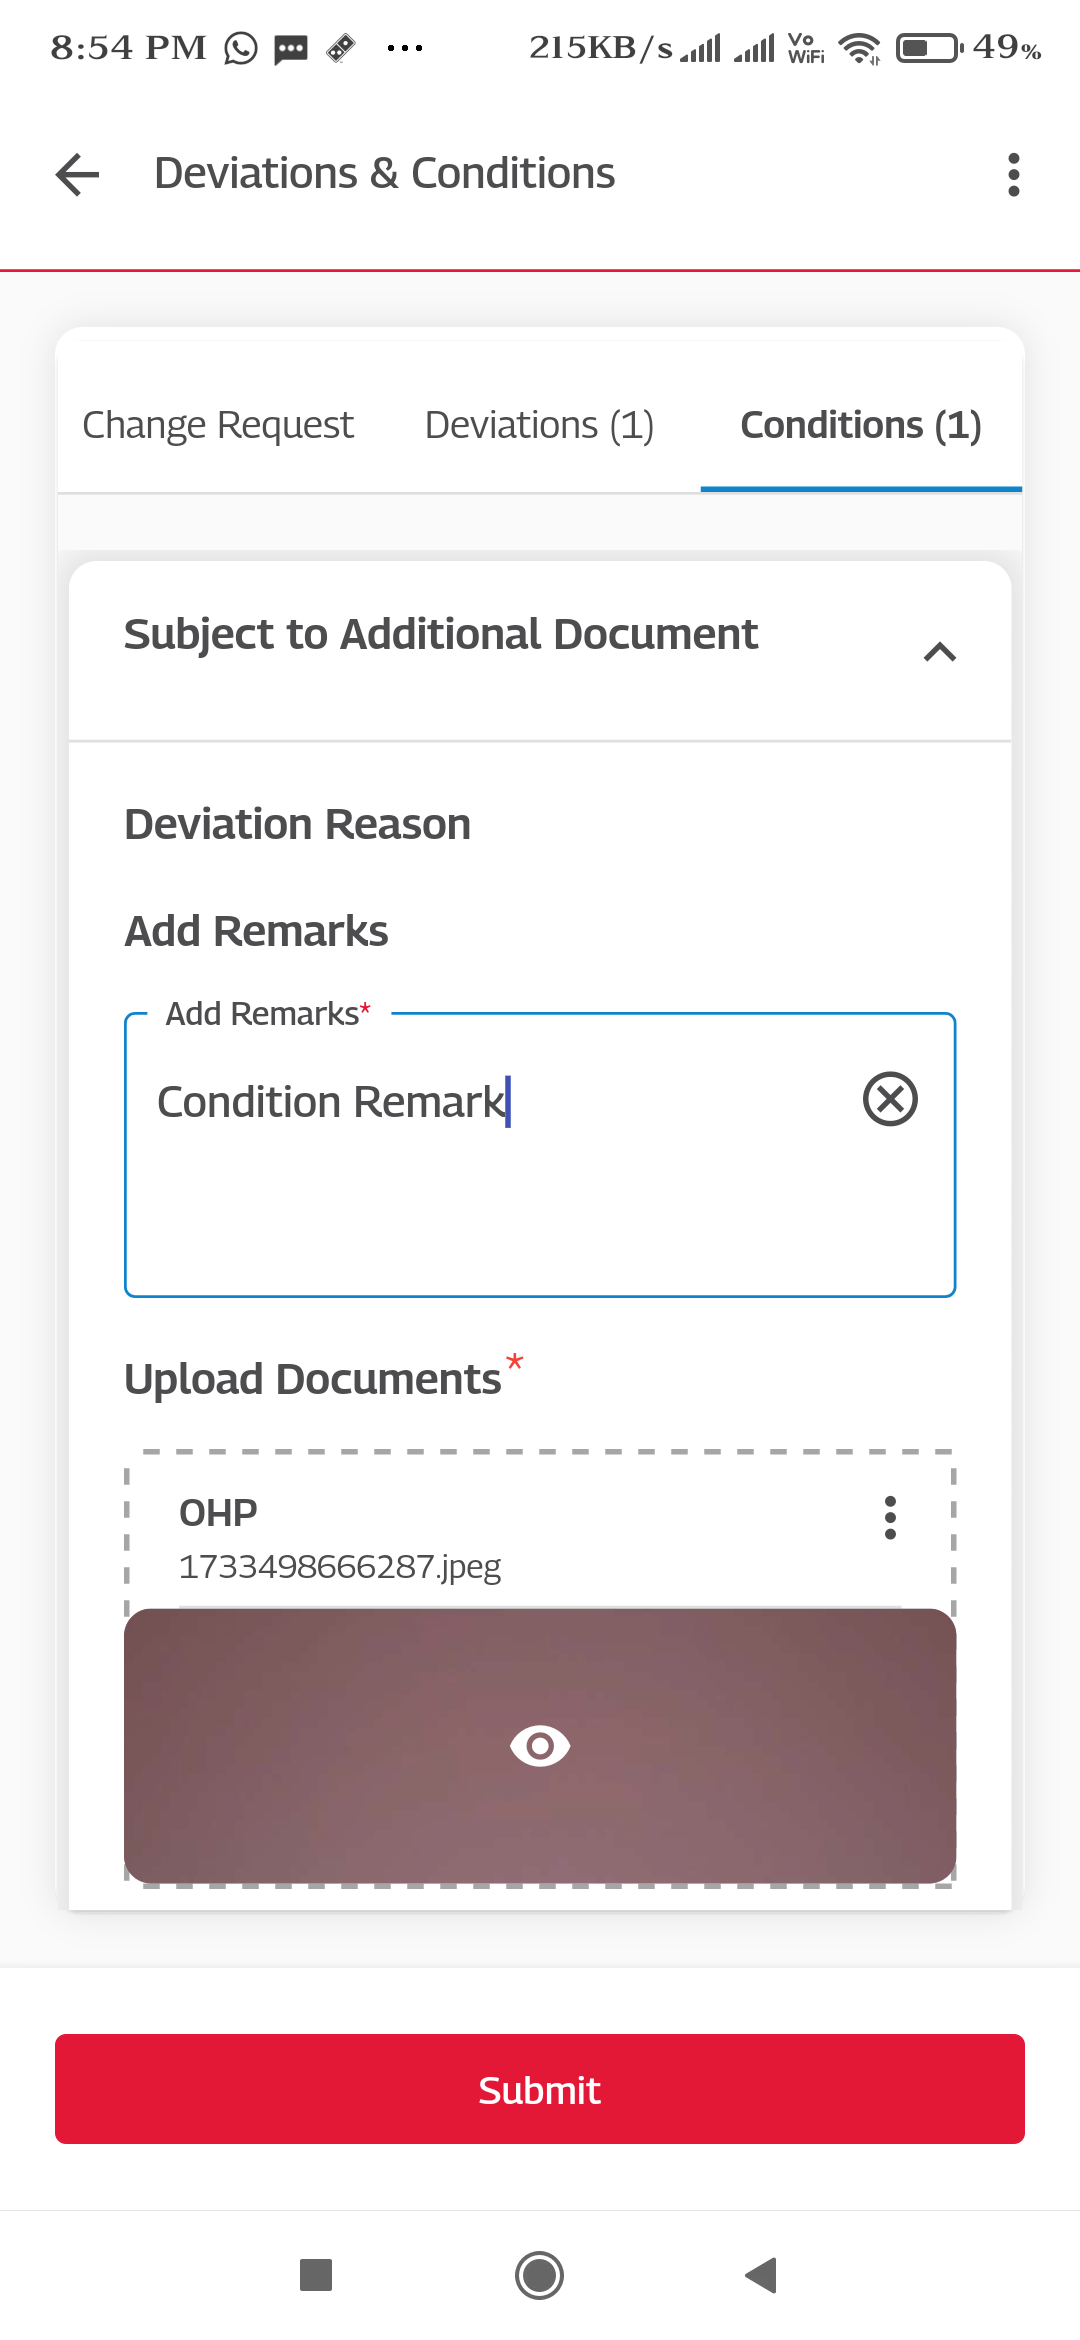 8:54 PM 215KB/s Vo WiFi 49%
Deviations & Conditions
Change Request Deviations (1) Conditions (1)
Subject to Additional Document
Deviation Reason
Add Remarks
Add Remarks*
Condition Remark
Upload Documents*
OHP
1733498666287.jpeg
Submit